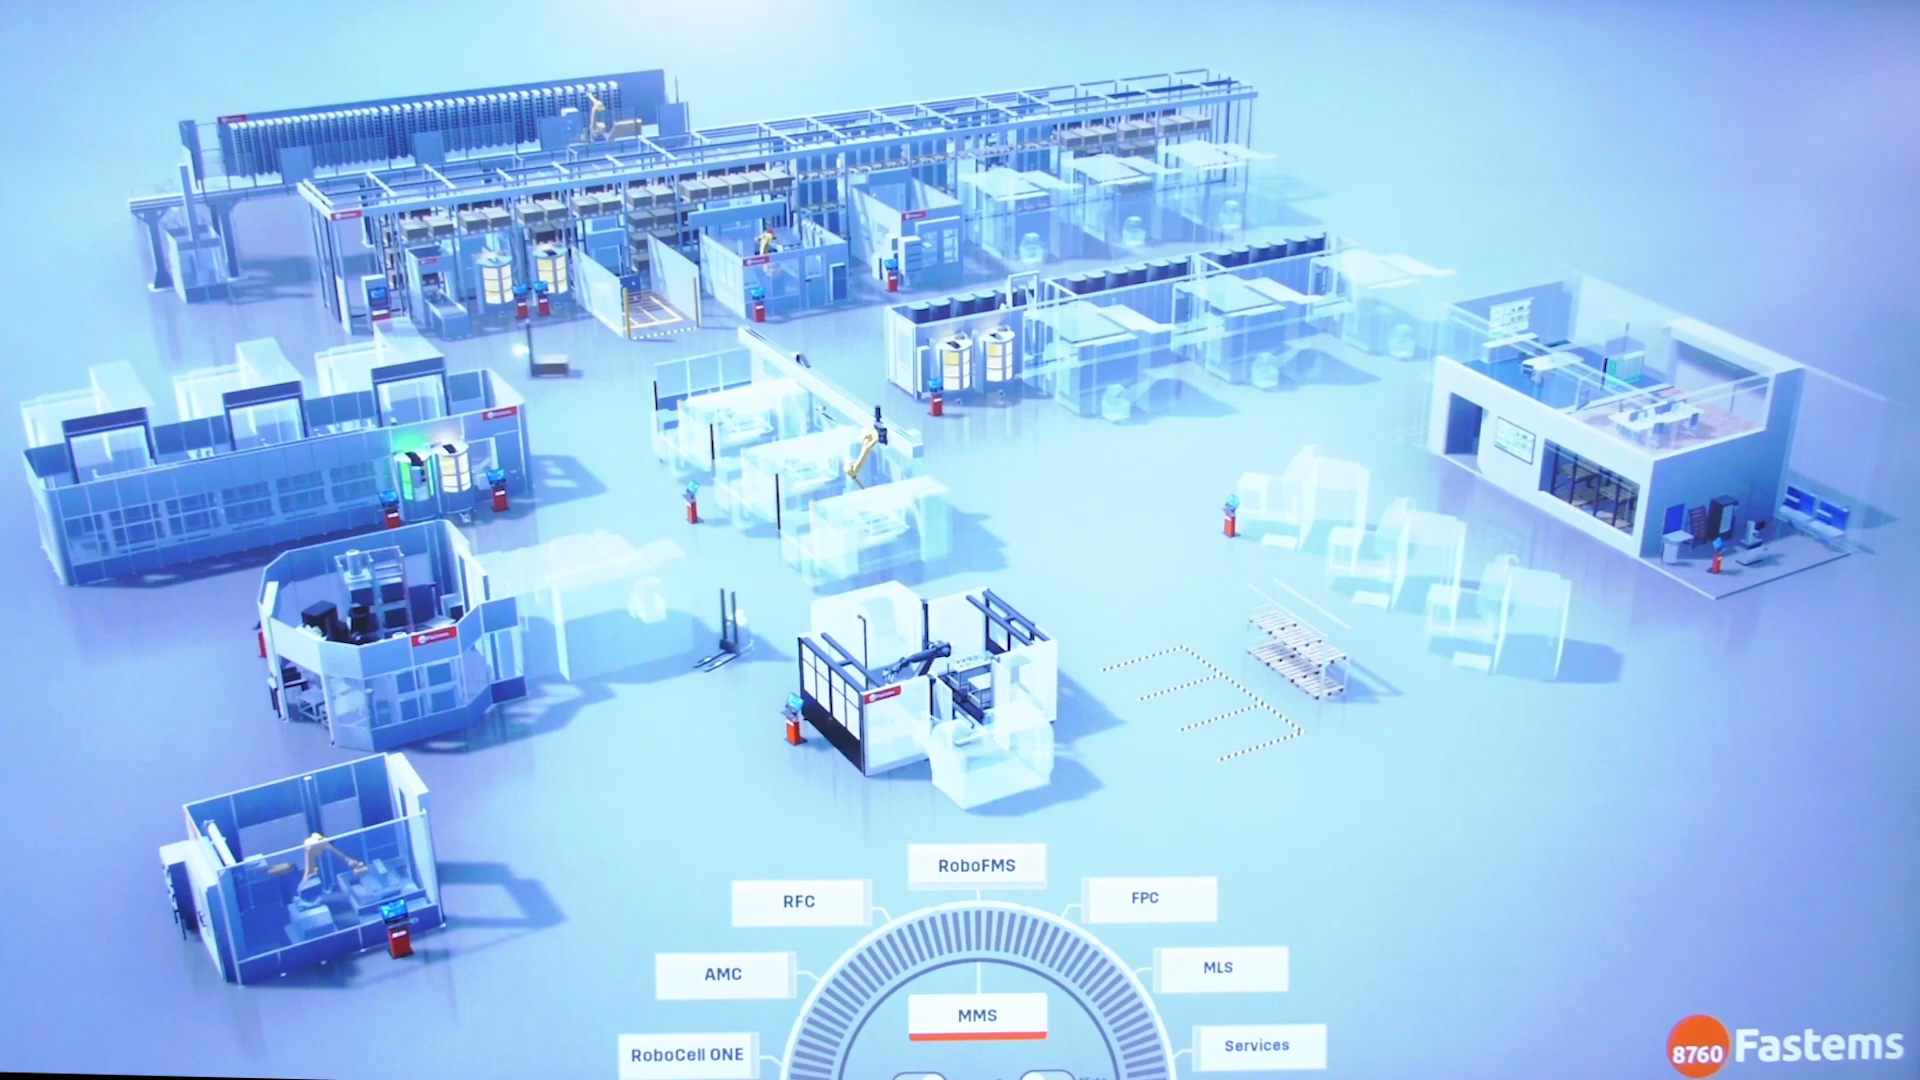 RoboFMS
RFC
FPC
AMC
MLS
MMS
RoboCell ONE
Services
8760 Fastems